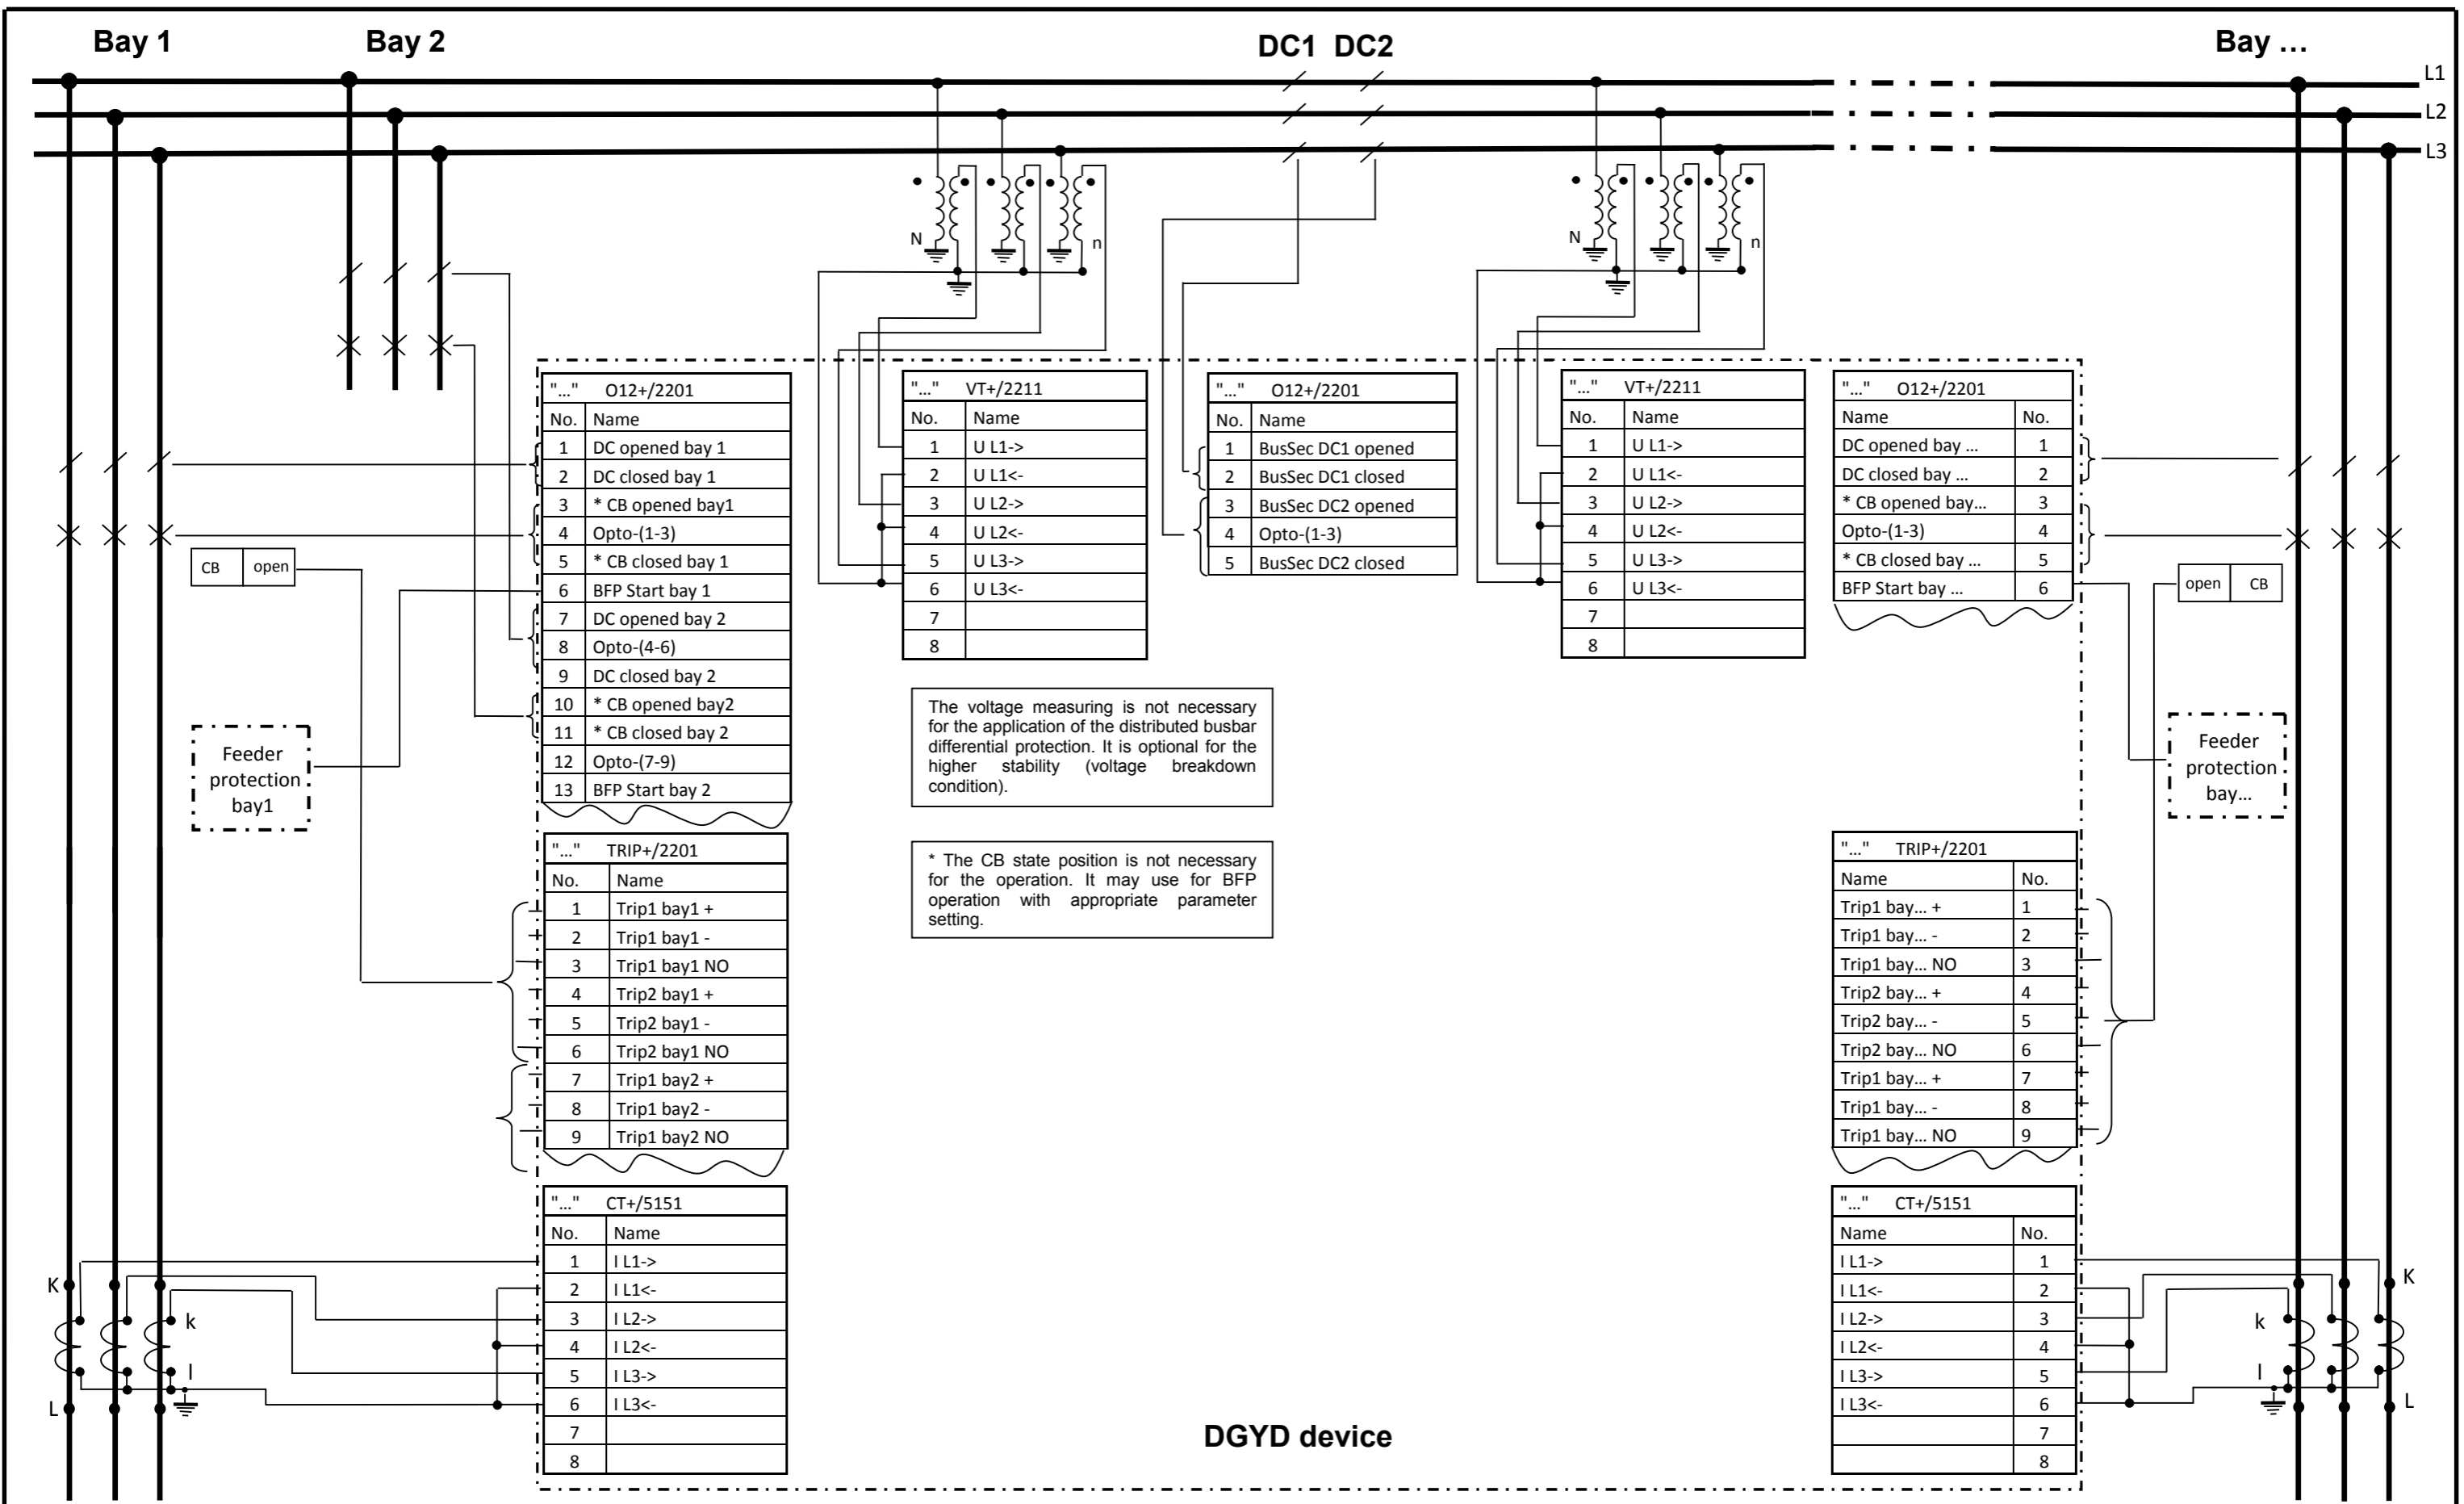 Bay 1
Bay 2
DC1 DC2
Bay ...
L1
L2
L3
N
n
N
n
"..." O12+/2201
No. Name
1 DC opened bay 1
2 DC closed bay 1
3 * CB opened bay1
4 Opto-(1-3)
5 * CB closed bay 1
6 BFP Start bay 1
7 DC opened bay 2
8 Opto-(4-6)
9 DC closed bay 2
10 * CB opened bay2
11 * CB closed bay 2
12 Opto-(7-9)
13 BFP Start bay 2
"..." VT+/2211
No. Name
1 U L1->
2 U L1<-
3 U L2->
4 U L2<-
5 U L3->
6 U L3<-
7
8
"..." O12+/2201
No. Name
1 BusSec DC1 opened
2 BusSec DC1 closed
3 BusSec DC2 opened
4 Opto-(1-3)
5 BusSec DC2 closed
"..." VT+/2211
No. Name
1 U L1->
2 U L1<-
3 U L2->
4 U L2<-
5 U L3->
6 U L3<-
7
8
"..." O12+/2201
Name No.
DC opened bay ... 1
DC closed bay ... 2
* CB opened bay... 3
Opto-(1-3) 4
* CB closed bay ... 5
BFP Start bay ... 6
CB open
open CB
Feeder
protection
bay1
The voltage measuring is not necessary
for the application of the distributed busbar
differential protection. It is optional for the
higher stability (voltage breakdown
condition).
* The CB state position is not necessary
for the operation. It may use for BFP
operation with appropriate parameter
setting.
Feeder
protection
bay...
"..." TRIP+/2201
No. Name
1 Trip1 bay1 +
2 Trip1 bay1 -
3 Trip1 bay1 NO
4 Trip2 bay1 +
5 Trip2 bay1 -
6 Trip2 bay1 NO
7 Trip1 bay2 +
8 Trip1 bay2 -
9 Trip1 bay2 NO
"..." TRIP+/2201
Name No.
Trip1 bay... + 1
Trip1 bay... - 2
Trip1 bay... NO 3
Trip2 bay... + 4
Trip2 bay... - 5
Trip2 bay... NO 6
Trip1 bay... + 7
Trip1 bay... - 8
Trip1 bay... NO 9
"..." CT+/5151
No. Name
1 I L1->
2 I L1<-
3 I L2->
4 I L2<-
5 I L3->
6 I L3<-
7
8
"..." CT+/5151
Name No.
I L1-> 1
I L1<- 2
I L2-> 3
I L2<- 4
I L3-> 5
I L3<- 6
7
8
K
k
l
L
K
k
l
L
DGYD device